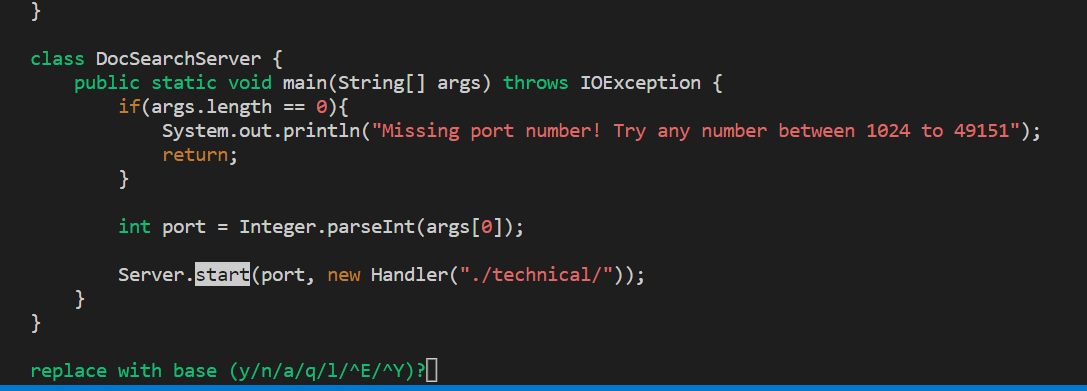 }
class DocSearchServer {
    public static void main(String[] args) throws IOException {
        if(args.length == 0){
            System.out.println("Missing port number! Try any number between 1024 to 49151");
            return;
        }
        int port = Integer.parseInt(args[0]);
        Server.start(port, new Handler("./technical/"));
    }
}
replace with base (y/n/a/q/l/^E/^Y)?